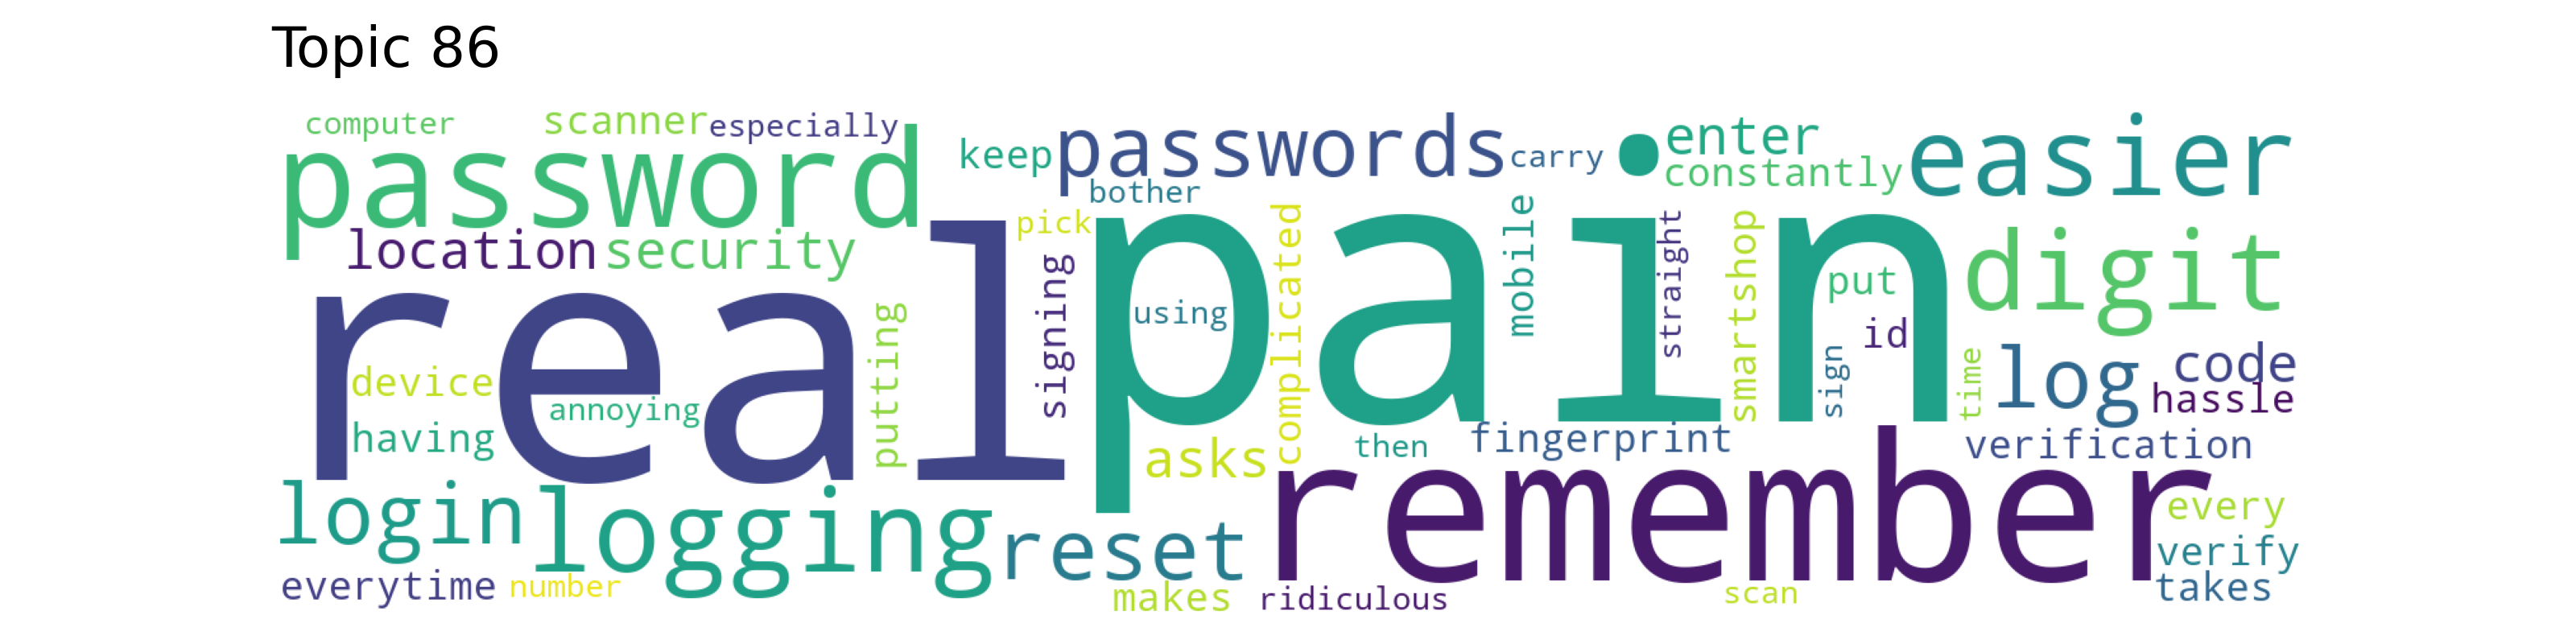 Topic 86
computer
scanner
especially
password
keep
passwords
carry
enter
constantly
easier
bother
location
security
real
pain
pick
signing
using
complicated
mobile
straight
smartshop
put
id
sign
time
digit
log
code
hassle
device
annoying
having
putting
asks
then
fingerprint
verification
login
logging
reset
remember
every
verify
takes
everytime
number
makes
ridiculous
scan